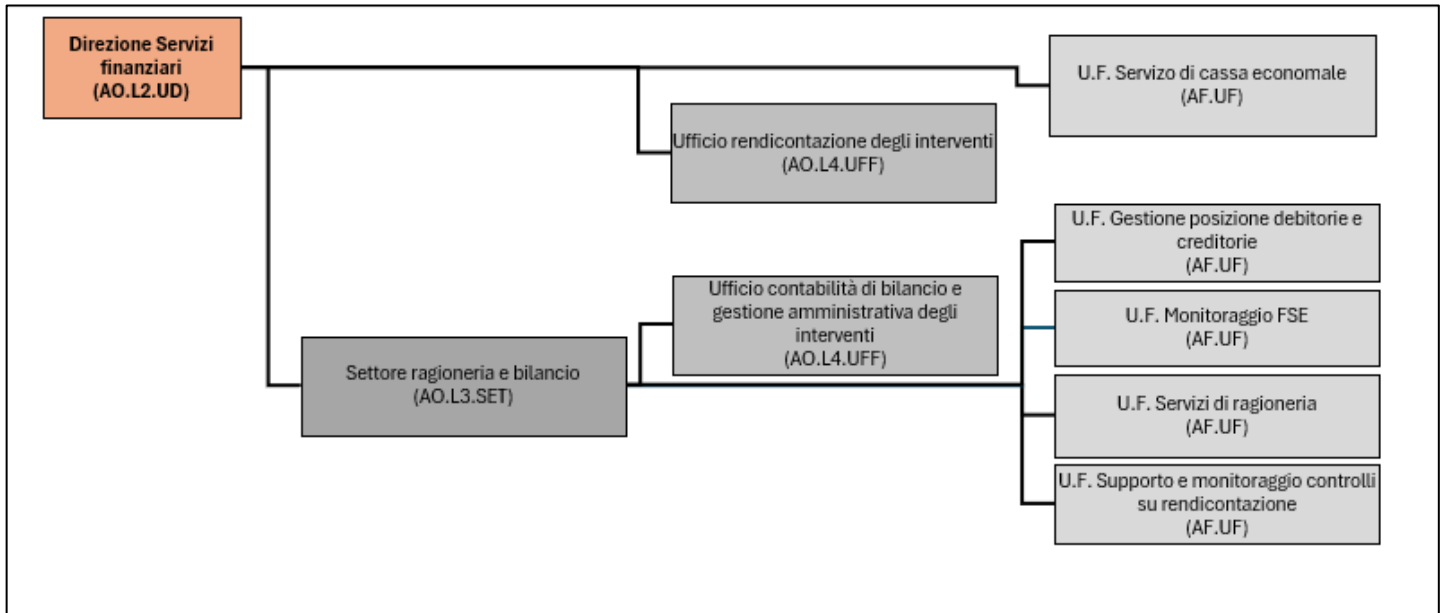 Direzione Servizi
finanziari
(AO.L2.UD)
U.F. Servizo di cassa economale
(AF.UF)
Ufficio rendicontazione degli interventi
(AO.L4.UFF)
U.F. Gestione posizione debitorie e
creditorie
(AF.UF)
Ufficio contabilità di bilancio e
gestione amministrativa degli
interventi
(AO.L4.UFF)
U.F. Monitoraggio FSE
(AF.UF)
Settore ragioneria e bilancio
(AO.L3.SET)
U.F. Servizi di ragioneria
(AF.UF)
U.F. Supporto e monitoraggio controlli
su rendicontazione
(AF.UF)